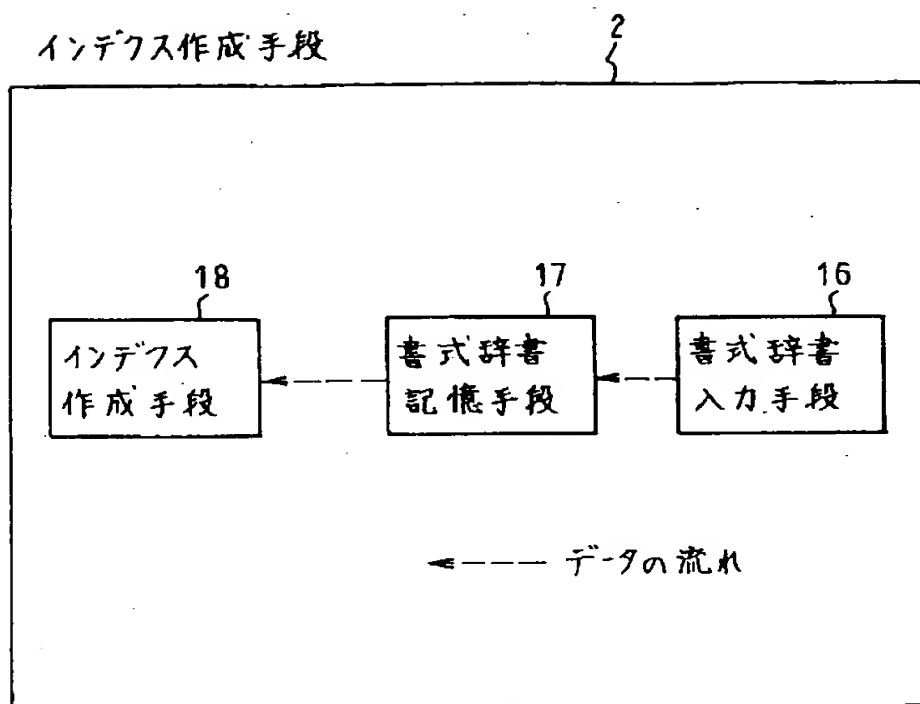 インデクス作成手段
2
18
インデクス
作成手段
17
書式辞書
記憶手段
16
書式辞書
入力手段
データの流れ